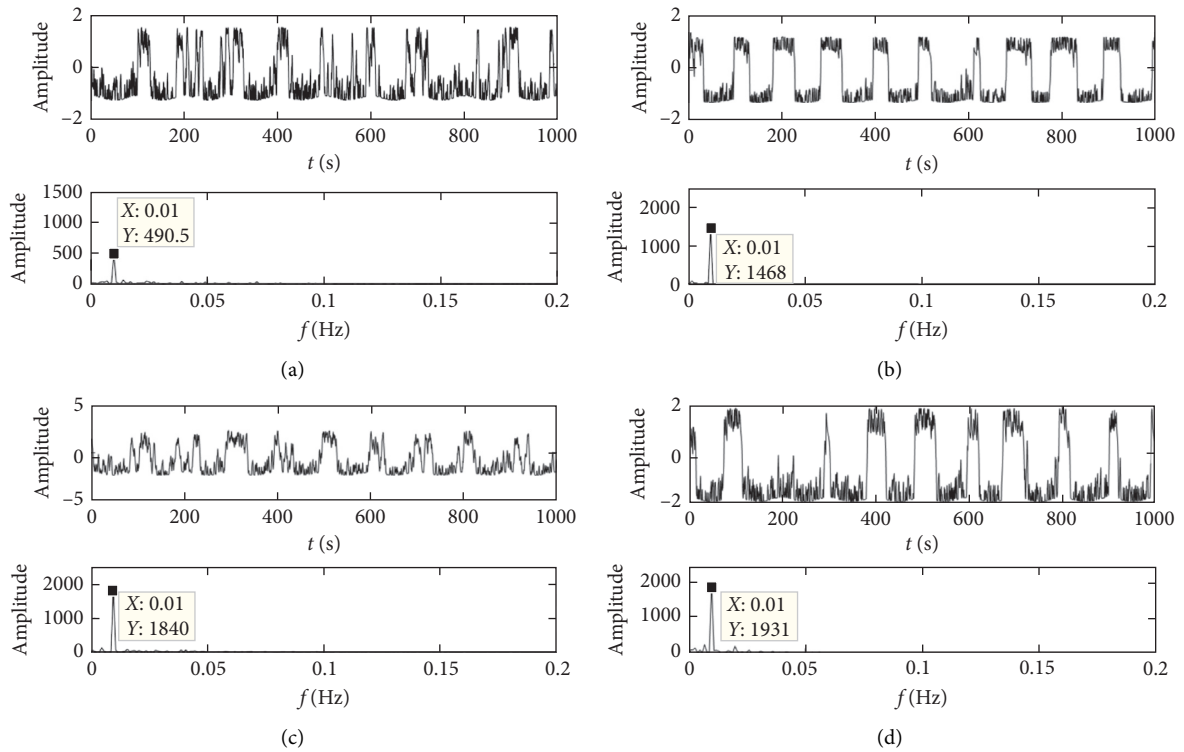 Amplitude
2
0
−2
0 200 400 600 800 1000
t (s)
Amplitude
1500
1000
500
0
X: 0.01
Y: 490.5
0 0.05 0.1 0.15 0.2
f (Hz)
(a)
Amplitude
2
0
−2
0 200 400 600 800 1000
t (s)
Amplitude
2000
1000
0
X: 0.01
Y: 1468
0 0.05 0.1 0.15 0.2
f (Hz)
(b)
Amplitude
5
0
−5
0 200 400 600 800 1000
t (s)
Amplitude
2000
1000
0
X: 0.01
Y: 1840
0 0.05 0.1 0.15 0.2
f (Hz)
(c)
Amplitude
2
0
−2
0 200 400 600 800 1000
t (s)
Amplitude
2000
1000
0
X: 0.01
Y: 1931
0 0.05 0.1 0.15 0.2
f (Hz)
(d)